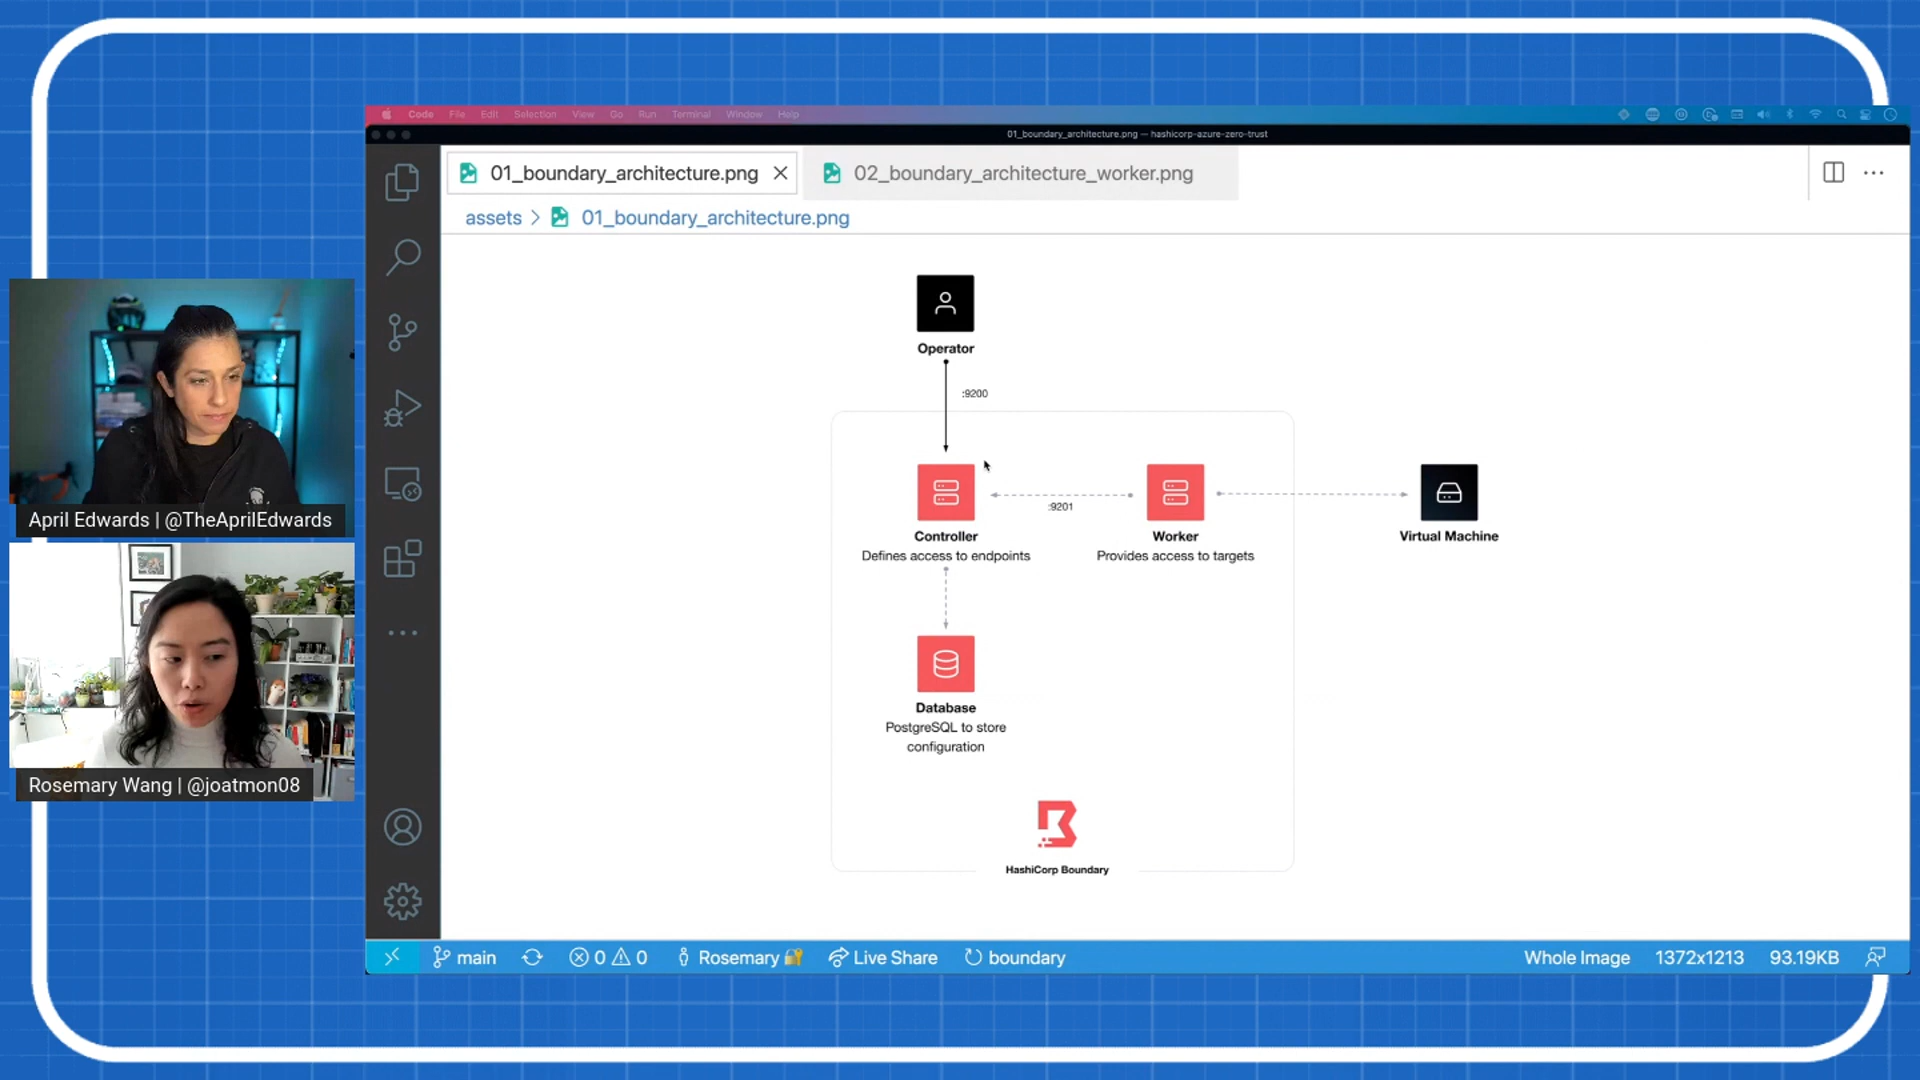 Code File Edit Selection View Go Run Terminal Window Help
01_boundary_architecture.png — hashicorp-azure-zero-trust
01_boundary_architecture.png
02_boundary_architecture_worker.png
assets > 01_boundary_architecture.png
Operator
:9200
Controller
Defines access to endpoints
:9201
Worker
Provides access to targets
Virtual Machine
Database
PostgreSQL to store
configuration
HashiCorp Boundary
April Edwards | @TheAprilEdwards
Rosemary Wang | @joatmon08
main
0
0
Rosemary
Live Share
boundary
Whole Image
1372x1213
93.19KB